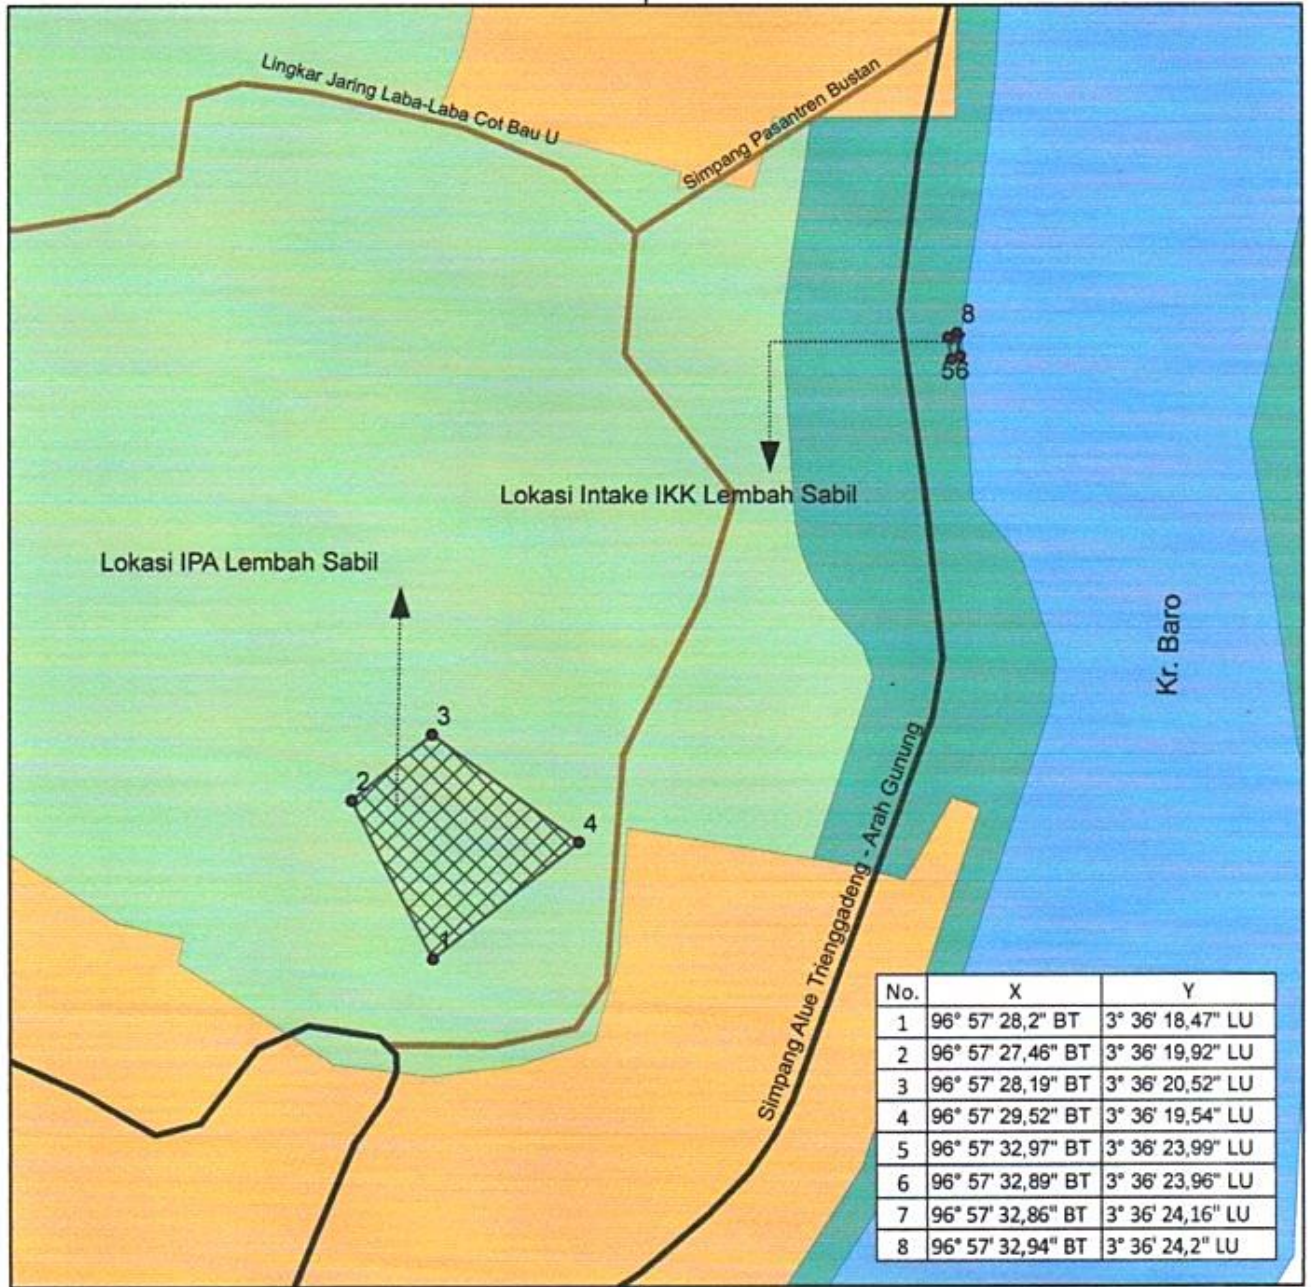 Lingkar Jaring Laba-Laba Cot Bau U
Simpang Pasantren Bustan
8
56
Lokasi Intake IKK Lembah Sabil
Lokasi IPA Lembah Sabil
Kr. Baro
3
2
4
1
Simpang Alue Trienggadeng - Arah Gunung
No. X Y
1 96° 57' 28,2" BT 3° 36' 18,47" LU
2 96° 57' 27,46" BT 3° 36' 19,92" LU
3 96° 57' 28,19" BT 3° 36' 20,52" LU
4 96° 57' 29,52" BT 3° 36' 19,54" LU
5 96° 57' 32,97" BT 3° 36' 23,99" LU
6 96° 57' 32,89" BT 3° 36' 23,96" LU
7 96° 57' 32,86" BT 3° 36' 24,16" LU
8 96° 57' 32,94" BT 3° 36' 24,2" LU